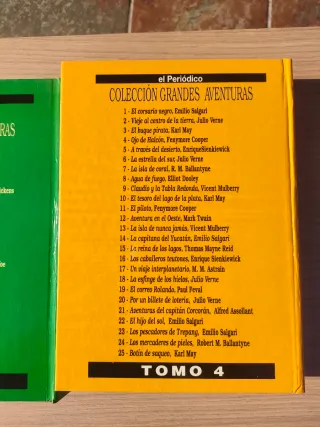 RAS
ickens
oe
el Periódico
COLECCIÓN GRANDES AVENTURAS
1 - El corsario negro, Emilio Salgari
2 - Viaje al centro de la tierra, Julio Verne
3 - El buque pirata, Karl May
4 - Ojo de Halcón, Fenymore Cooper
5 - A través del desierto, EnriqueSienkiewick
6 - La estrella del sur, Julio Verne
7 - La isla de coral, R. M. Ballantyne
8 - Agua de fuego, Elliot Dooley
9 - Claudio y la Tabla Redonda, Vicent Mulberry
10 - El tesoro del lago de la plata, Karl May
11 - El piloto, Fenymore Cooper
12 - Aventura en el Oeste, Mark Twain
13 - La isla de nunca jamás, Vicent Mulberry
14 - La capitana del Yucatán, Emilio Salgari
15 - La reina de los lagos, Thomas Mayne Reid
16 - Los caballeros teutones, Enrique Sienkiewick
17 - Un viaje interplanetario, M. M. Astrain
18 - La esfinge de los hielos, Julio Verne
19 - El correo Rolando, Paul Feval
20 - Por un billete de lotería, Julio Verne
21 - Aventuras del capitán Corcorán, Alfred Assollant
22 - El hijo del sol, Emilio Salgari
23 - Los pescadores de Trepang, Emilio Salgari
24 - Los mercaderes de pieles, Robert M. Ballantyne
25 - Botín de saqueo, Karl May
TOMO 4